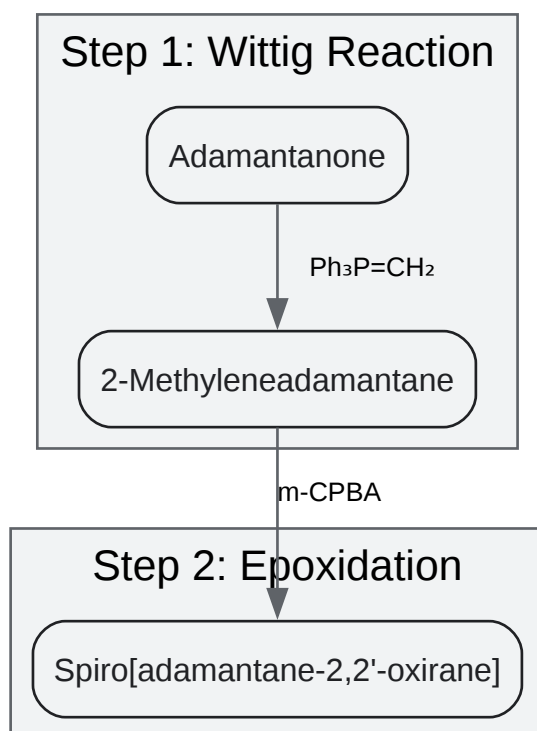 Step 1: Wittig Reaction
Adamantanone
Ph₃P=CH₂
2-Methyleneadamantane
m-CPBA
Step 2: Epoxidation
Spiro[adamantane-2,2'-oxirane]